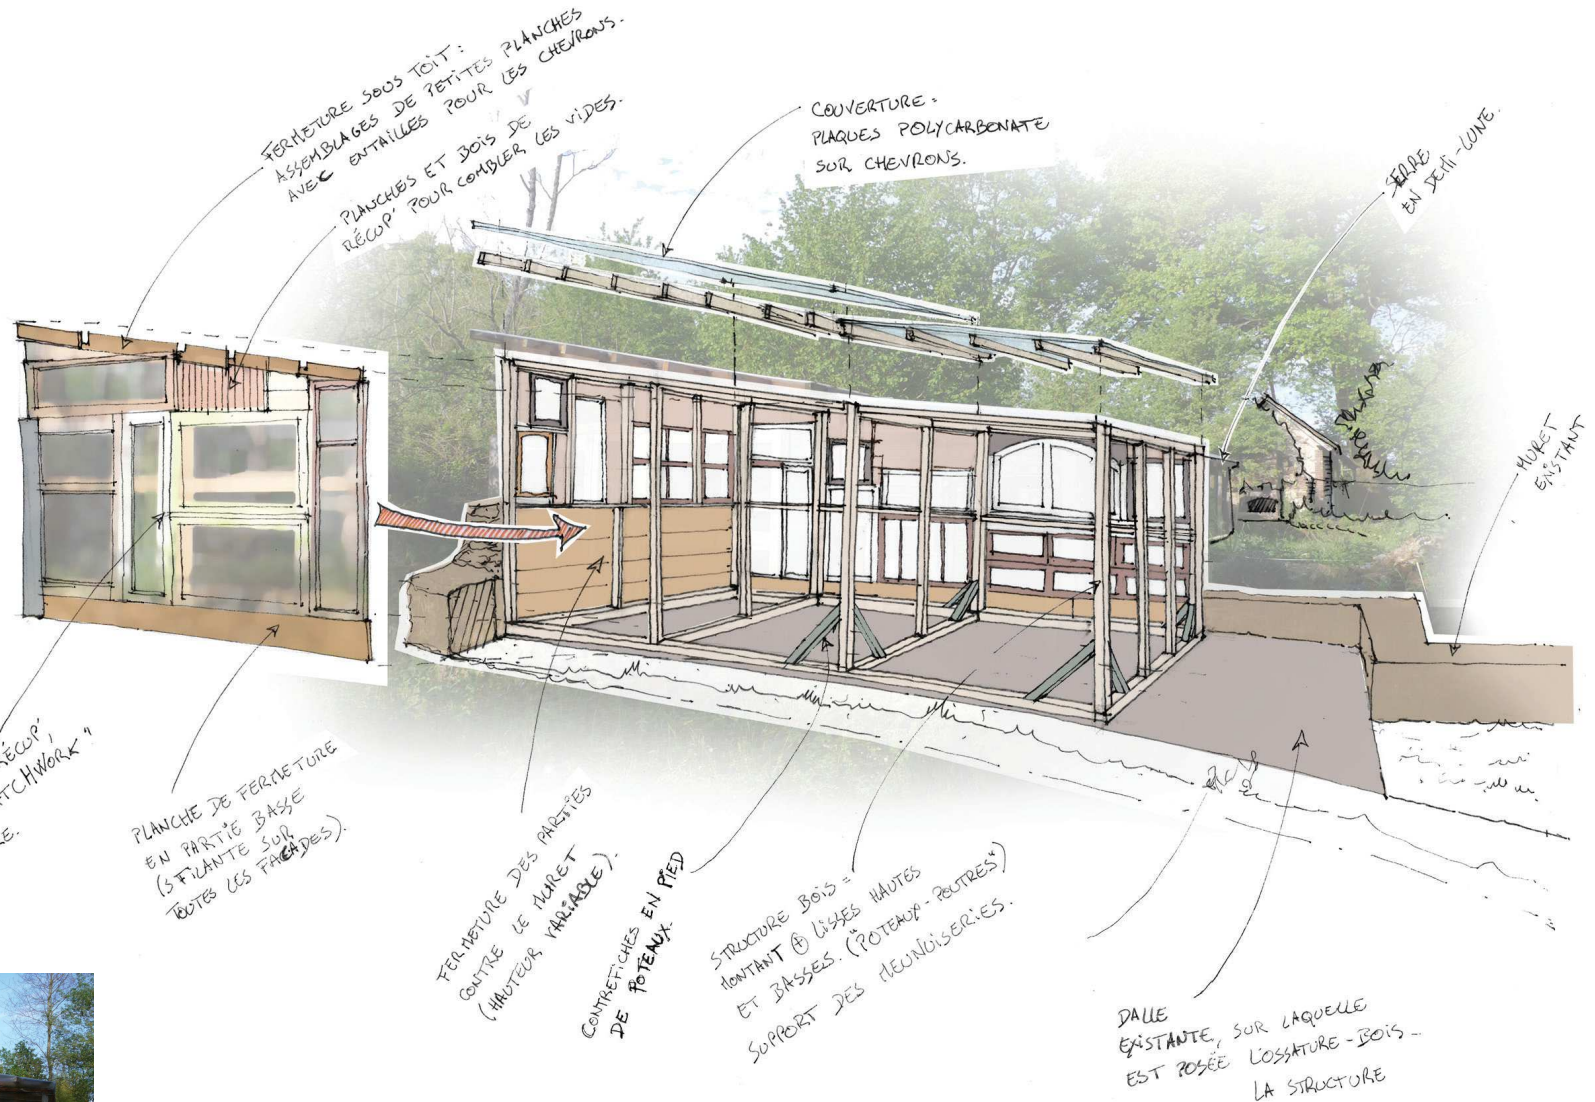 FERMETURE SOUS TOIT :
ASSEMBLAGES DE PETITES PLANCHES
AVEC ENTAILLES POUR LES CHEVRONS.
PLANCHES ET BOIS DE
RÉCUP' POUR COMBLER LES VIDES.
COUVERTURE :
PLAQUES POLYCARBONATE
SUR CHEVRONS.
SERRE
EN DEMI-LUNE.
MURET
EXISTANT
RÉCUP',
PATCHWORK"
RE.
PLANCHE DE FERMETURE
EN PARTIE BASSE
(FILANTE SUR
TOUTES LES FAÇADES).
FERMETURE DES PARTIES
CONTRE LE MURET
(HAUTEUR VARIABLE).
CONTREFICHES EN PIED
DE POTEAUX.
STRUCTURE BOIS =
MONTANT ⊕ LISSES HAUTES
ET BASSES. ("POTEAUX-POUTRES")
SUPPORT DES MEUNUISERIES.
DALLE
EXISTANTE, SUR LAQUELLE
EST POSÉE L'OSSATURE-BOIS
LA STRUCTURE